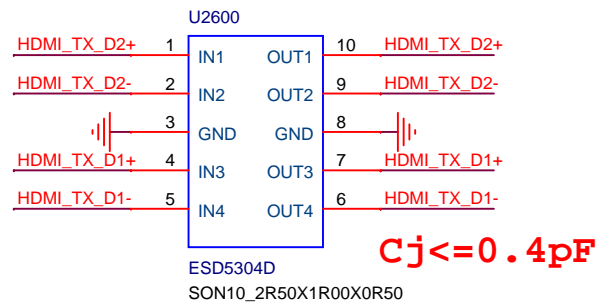 U2600
HDMI_TX_D2+ 1 IN1 OUT1 10 HDMI_TX_D2+
HDMI_TX_D2- 2 IN2 OUT2 9 HDMI_TX_D2-
3 GND GND 8
HDMI_TX_D1+ 4 IN3 OUT3 7 HDMI_TX_D1+
HDMI_TX_D1- 5 IN4 OUT4 6 HDMI_TX_D1-
Cj<=0.4pF
ESD5304D
SON10_2R50X1R00X0R50